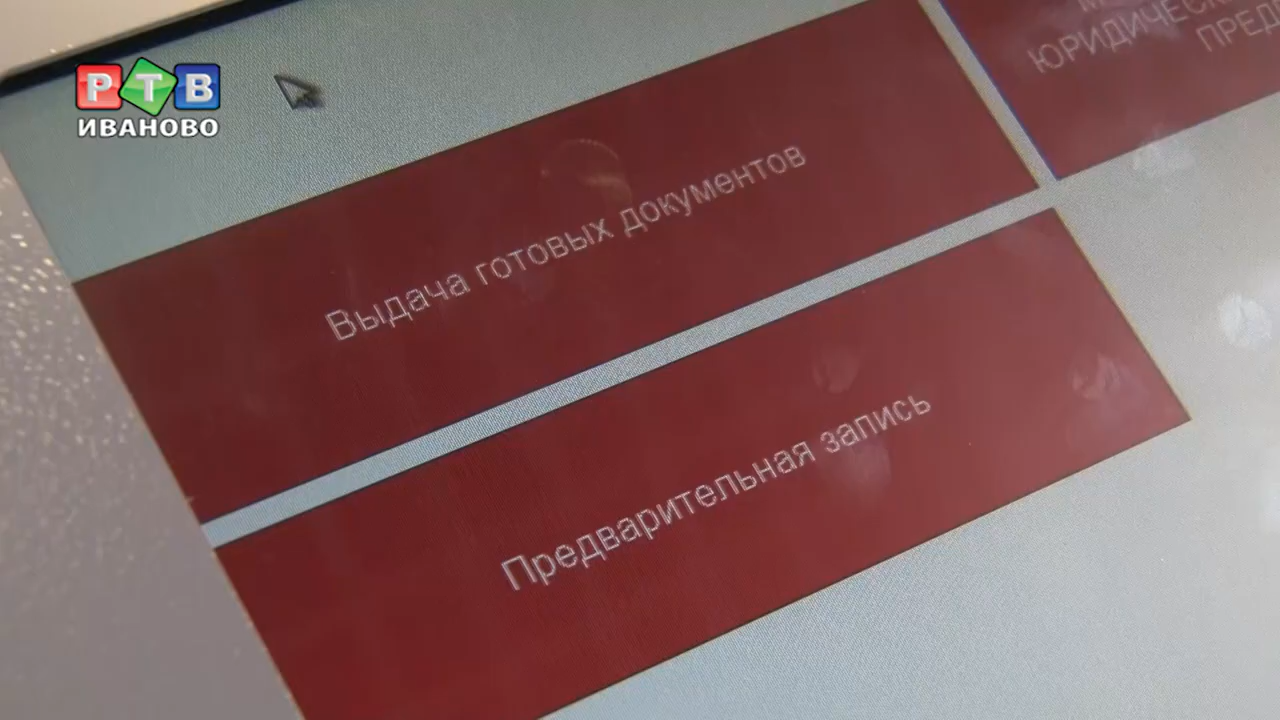 РТВ
ИВАНОВО
ЮРИДИЧЕСК
ПРЕД
Выдача готовых документов
Предварительная запись